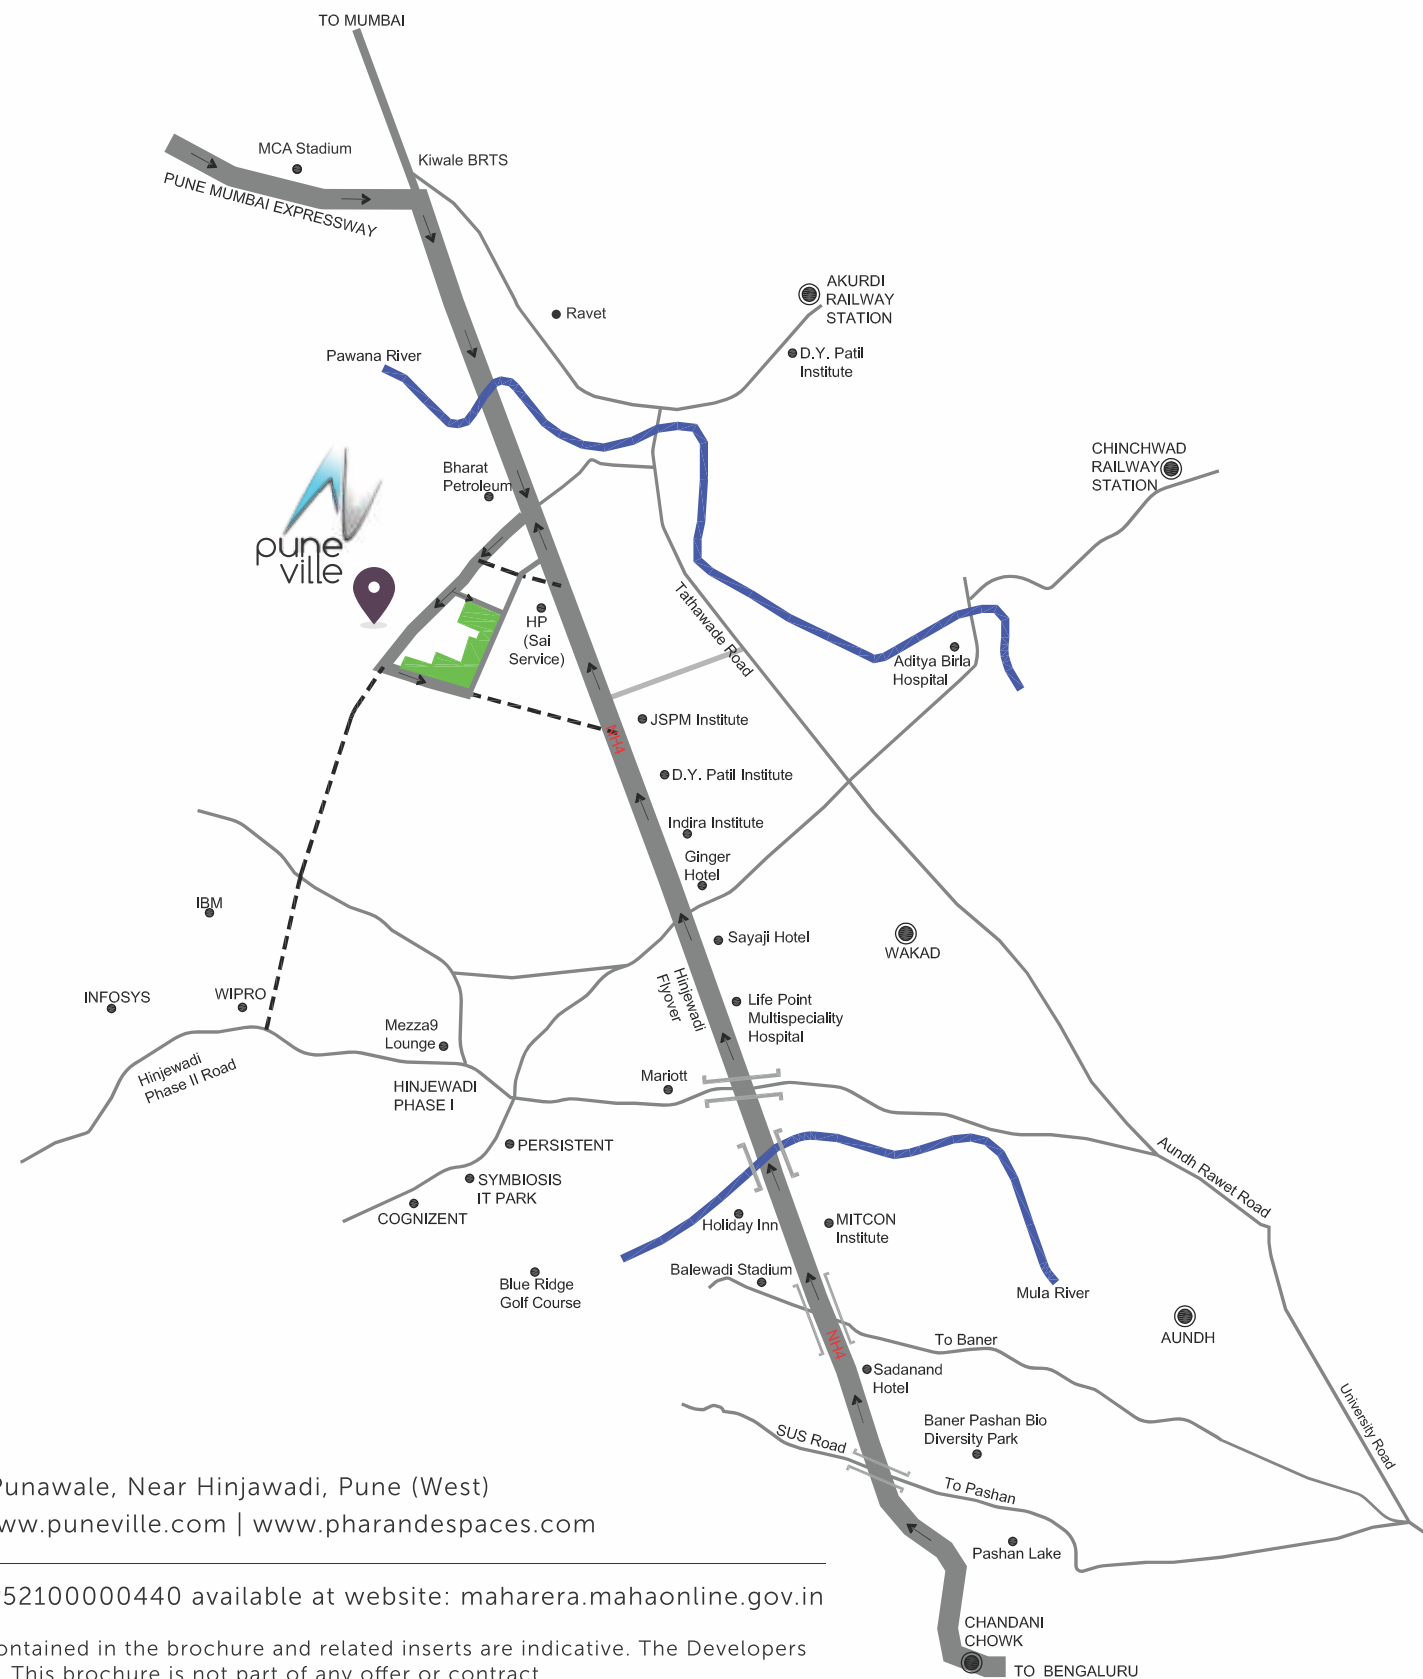 TO MUMBAI
MCA Stadium
Kiwale BRTS
PUNE MUMBAI EXPRESSWAY
AKURDI
RAILWAY
STATION
Ravet
D.Y. Patil
Institute
Pawana River
CHINCHWAD
RAILWAY
STATION
Bharat
Petroleum
pune
ville
HP
(Sai
Service)
Tathawade Road
Aditya Birla
Hospital
JSPM Institute
NH4
D.Y. Patil Institute
Indira Institute
Ginger
Hotel
IBM
Sayaji Hotel
WAKAD
INFOSYS
WIPRO
Hinjewadi
Flyover
Life Point
Multispeciality
Hospital
Mezza9
Lounge
Hinjewadi
Phase II Road
HINJEWADI
PHASE I
Mariott
PERSISTENT
SYMBIOSIS
IT PARK
COGNIZENT
Aundh Rawet Road
Holiday Inn
MITCON
Institute
Balewadi Stadium
Blue Ridge
Golf Course
Mula River
AUNDH
NH4
To Baner
Sadanand
Hotel
University Road
Baner Pashan Bio
Diversity Park
SUS Road
To Pashan
Pashan Lake
CHANDANI
CHOWK
TO BENGALURU
Punawale, Near Hinjawadi, Pune (West)
ww.puneville.com | www.pharandespaces.com
52100000440 available at website: maharera.mahaonline.gov.in
ontained in the brochure and related inserts are indicative. The Developers
. This brochure is not part of any offer or contract